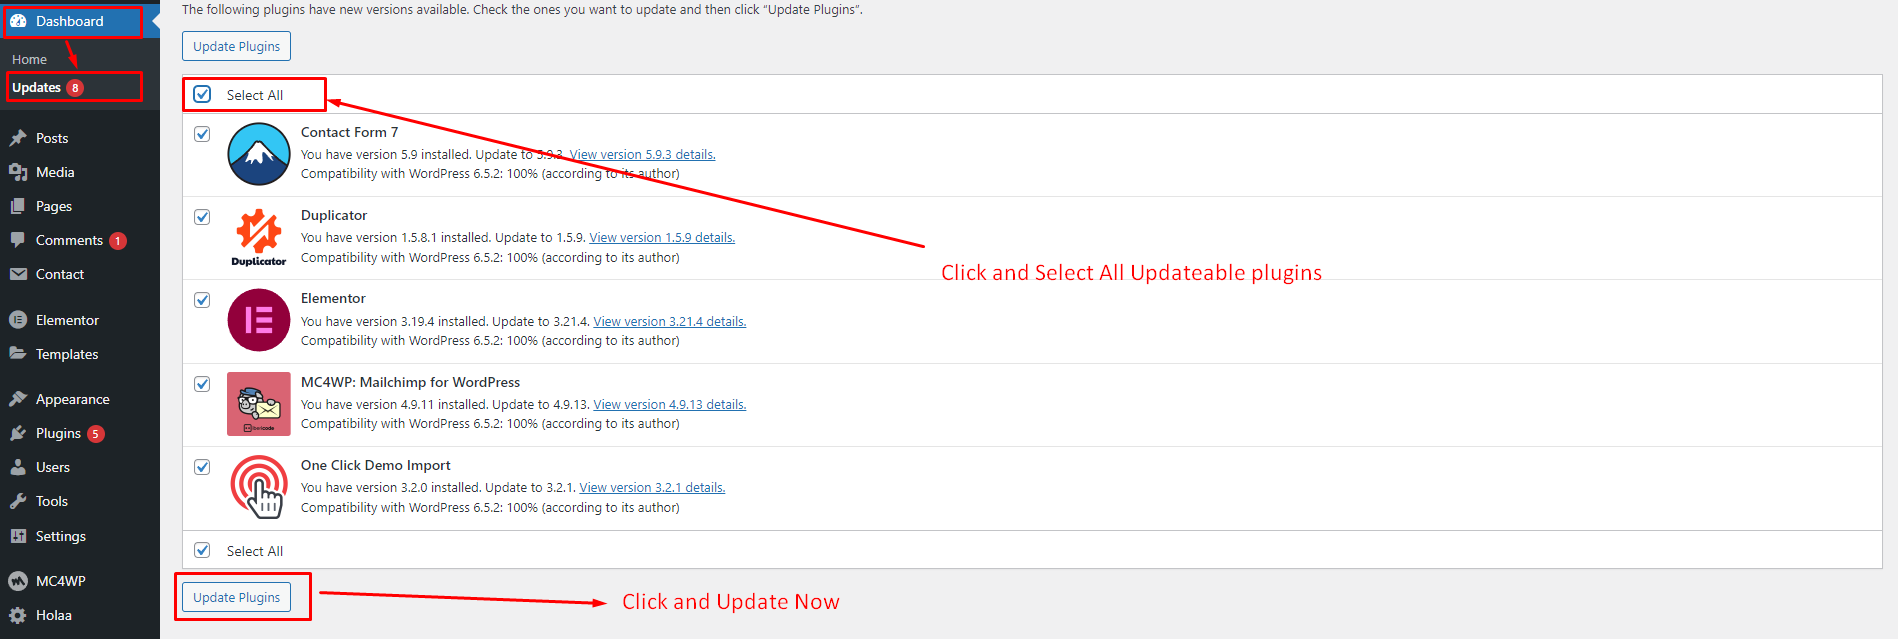 Dashboard
Home
Updates 8
Posts
Media
Pages
Comments 1
Contact
Elementor
Templates
Appearance
Plugins 5
Users
Tools
Settings
MC4WP
Holaa
The following plugins have new versions available. Check the ones you want to update and then click “Update Plugins”.
Update Plugins
Select All
Contact Form 7
You have version 5.9 installed. Update to 5.9.3. View version 5.9.3 details.
Compatibility with WordPress 6.5.2: 100% (according to its author)
Duplicator
Duplicator
You have version 1.5.8.1 installed. Update to 1.5.9. View version 1.5.9 details.
Compatibility with WordPress 6.5.2: 100% (according to its author)
Click and Select All Updateable plugins
Elementor
You have version 3.19.4 installed. Update to 3.21.4. View version 3.21.4 details.
Compatibility with WordPress 6.5.2: 100% (according to its author)
MC4WP: Mailchimp for WordPress
You have version 4.9.11 installed. Update to 4.9.13. View version 4.9.13 details.
Compatibility with WordPress 6.5.2: 100% (according to its author)
One Click Demo Import
You have version 3.2.0 installed. Update to 3.2.1. View version 3.2.1 details.
Compatibility with WordPress 6.5.2: 100% (according to its author)
Select All
Update Plugins
Click and Update Now